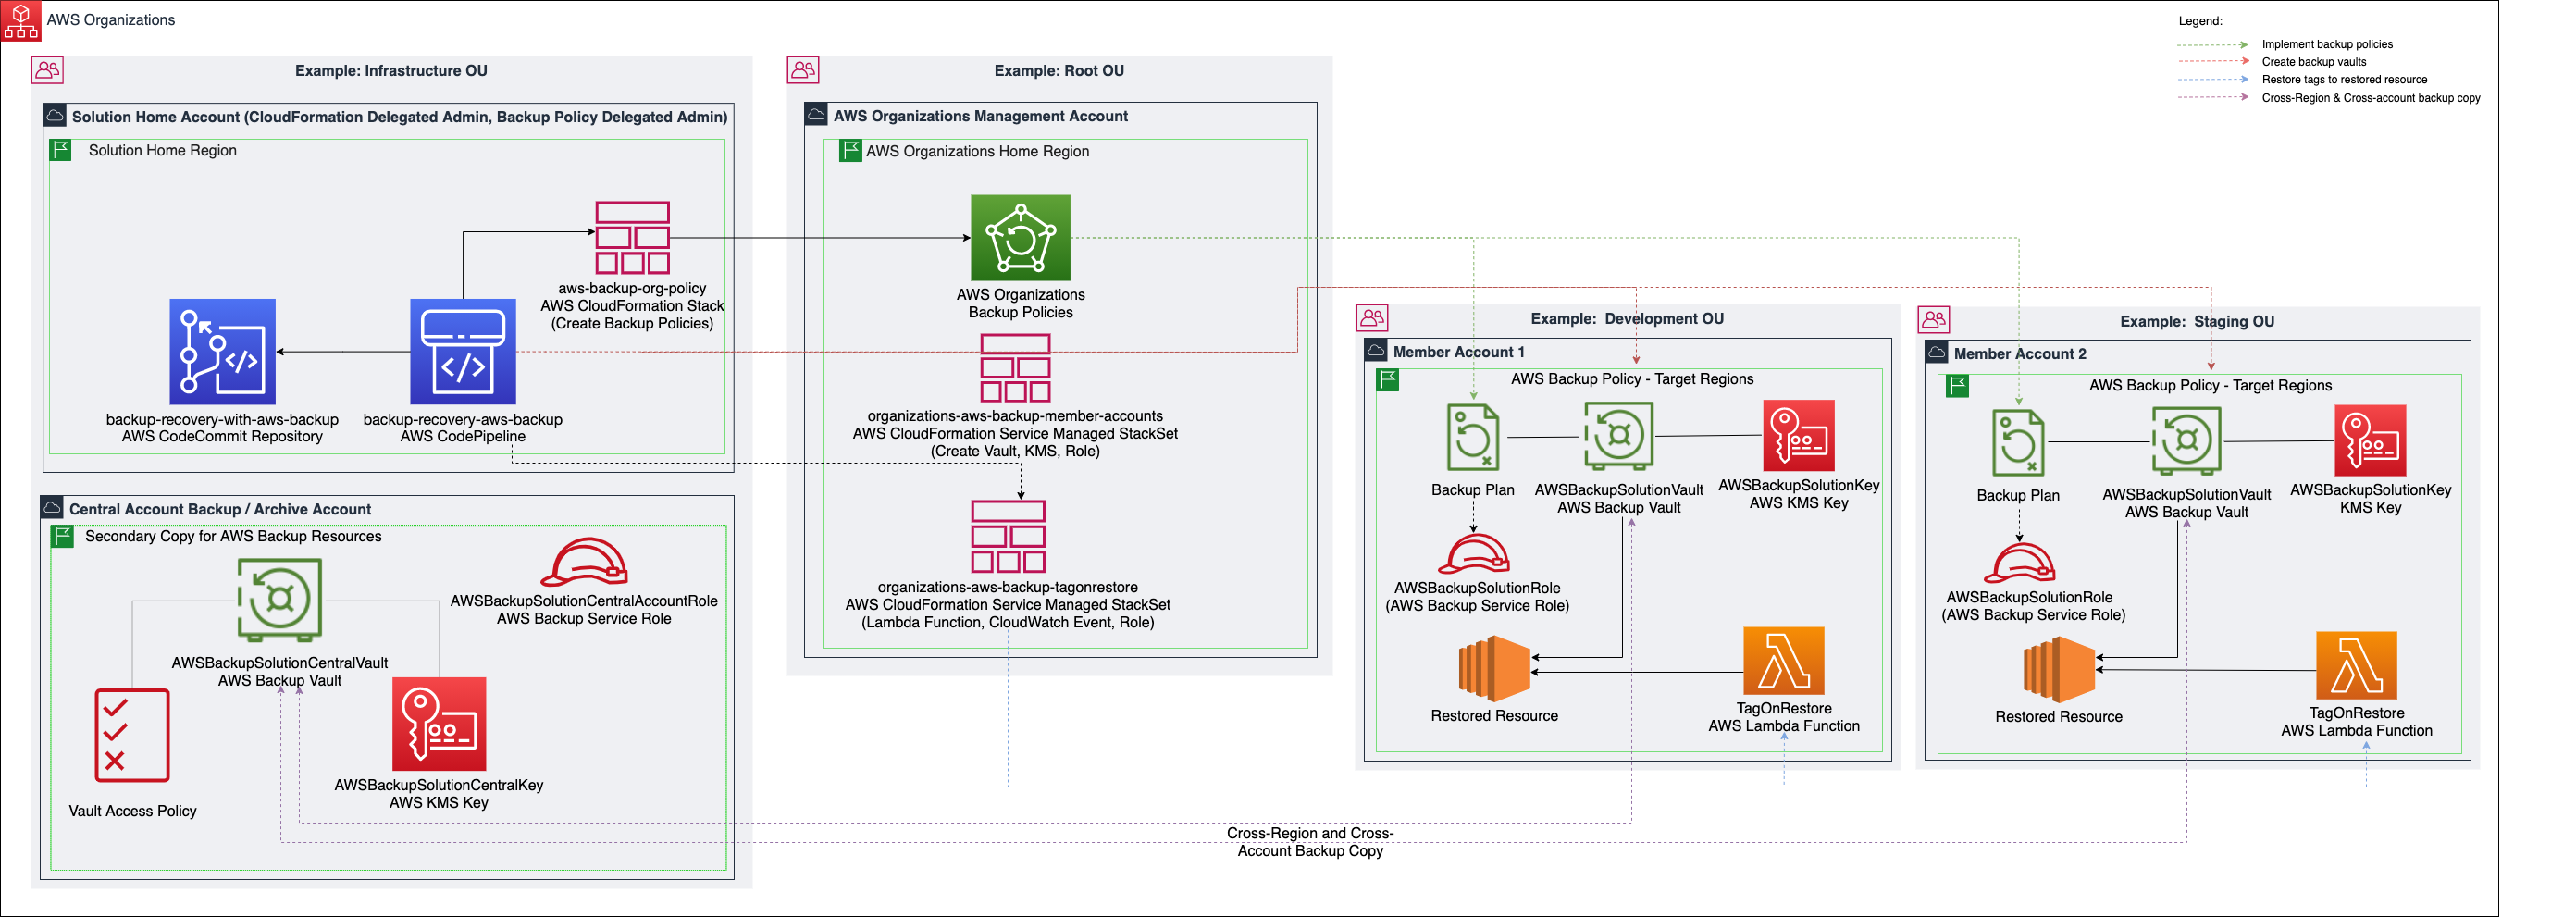 AWS Organizations
Legend:
Implement backup policies
Create backup vaults
Restore tags to restored resource
Cross-Region & Cross-account backup copy
Example: Infrastructure OU
Solution Home Account (CloudFormation Delegated Admin, Backup Policy Delegated Admin)
Solution Home Region
aws-backup-org-policy
AWS CloudFormation Stack
(Create Backup Policies)
backup-recovery-with-aws-backup
AWS CodeCommit Repository
backup-recovery-aws-backup
AWS CodePipeline
Central Account Backup / Archive Account
Secondary Copy for AWS Backup Resources
AWSBackupSolutionCentralAccountRole
AWS Backup Service Role
AWSBackupSolutionCentralVault
AWS Backup Vault
AWSBackupSolutionCentralKey
AWS KMS Key
Vault Access Policy
Example: Root OU
AWS Organizations Management Account
AWS Organizations Home Region
AWS Organizations
Backup Policies
organizations-aws-backup-member-accounts
AWS CloudFormation Service Managed StackSet
(Create Vault, KMS, Role)
organizations-aws-backup-tagonrestore
AWS CloudFormation Service Managed StackSet
(Lambda Function, CloudWatch Event, Role)
Example: Development OU
Member Account 1
AWS Backup Policy - Target Regions
Backup Plan
AWSBackupSolutionVault
AWS Backup Vault
AWSBackupSolutionKey
AWS KMS Key
AWSBackupSolutionRole
(AWS Backup Service Role)
Restored Resource
TagOnRestore
AWS Lambda Function
Example: Staging OU
Member Account 2
AWS Backup Policy - Target Regions
Backup Plan
AWSBackupSolutionVault
AWS Backup Vault
AWSBackupSolutionKey
KMS Key
AWSBackupSolutionRole
(AWS Backup Service Role)
Restored Resource
TagOnRestore
AWS Lambda Function
Cross-Region and Cross-
Account Backup Copy